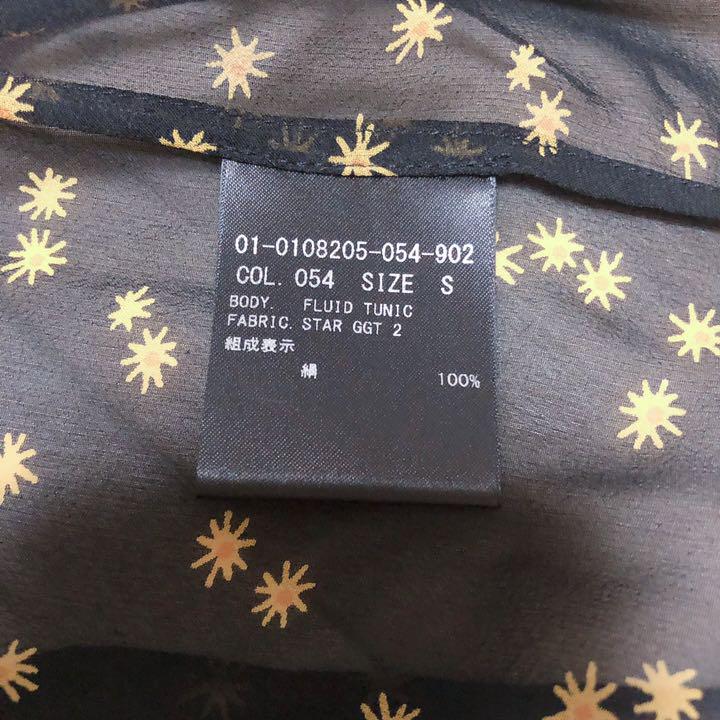 01-0108205-054-902
COL. 054 SIZE S
BODY. FLUID TUNIC
FABRIC. STAR GGT 2
組成表示
絹 100%